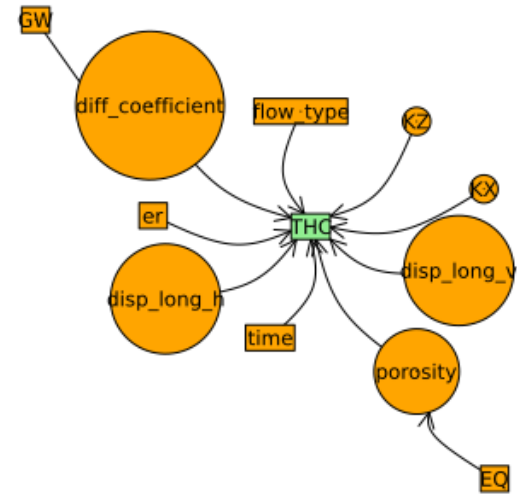 GW
diff_coefficient
flow_type
KZ
KX
er
THC
disp_long_h
disp_long_v
time
porosity
EQ